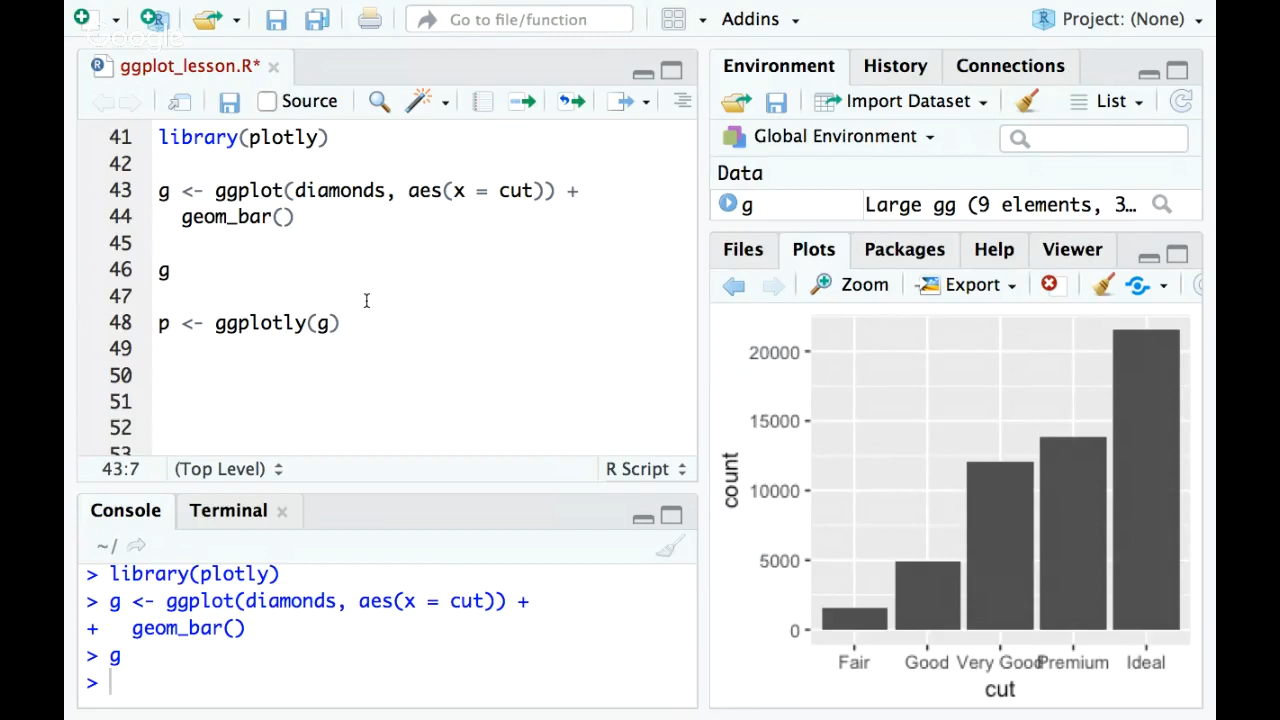 Go to file/function
Addins
Project: (None)
Google
ggplot_lesson.R*
Source
41 library(plotly)
42
43 g <- ggplot(diamonds, aes(x = cut)) +
44 geom_bar()
45
46 g
47
48 p <- ggplotly(g)
49
50
51
52
53
43:7 (Top Level) R Script
Console Terminal
~/
> library(plotly)
> g <- ggplot(diamonds, aes(x = cut)) +
+ geom_bar()
> g
>
Environment History Connections
Import Dataset List
Global Environment
Data
g Large gg (9 elements, 3…
Files Plots Packages Help Viewer
Zoom Export
20000
15000
10000
5000
0
count
Fair Good Very Good Premium Ideal
cut